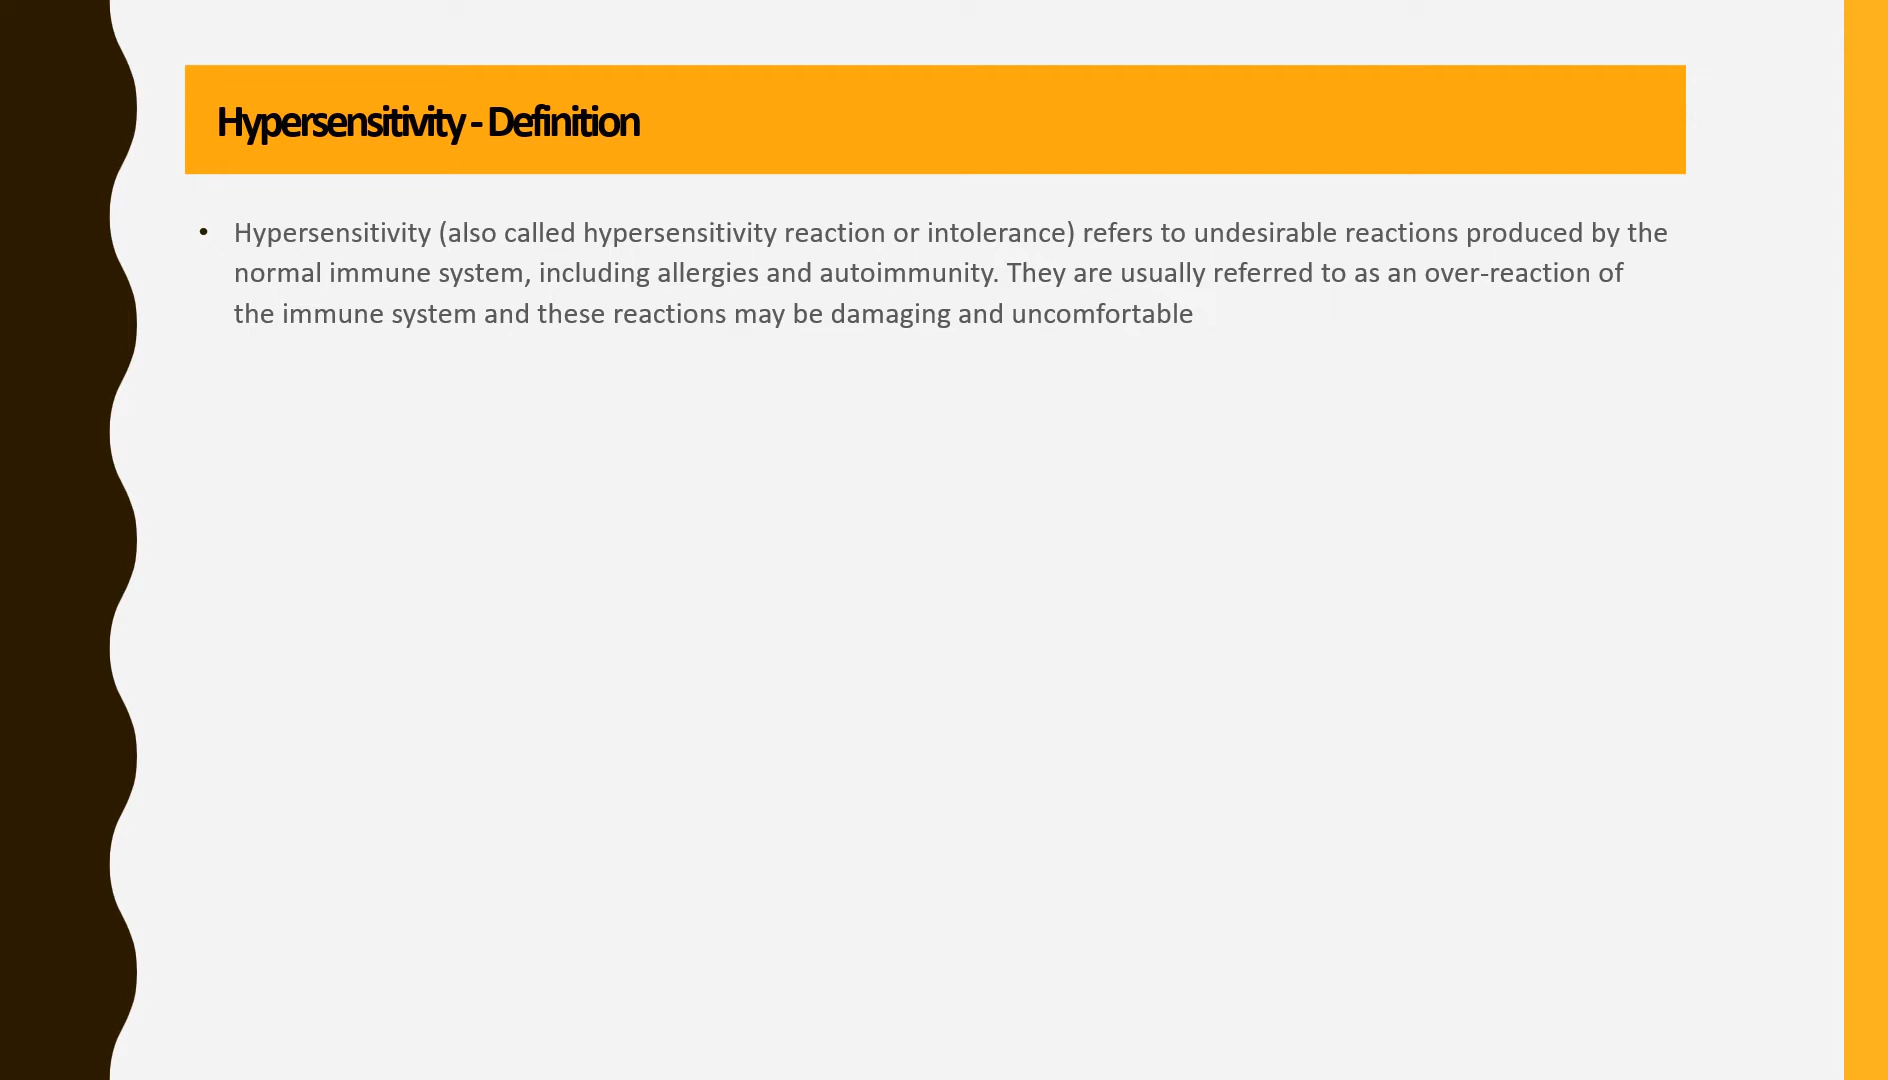 Hypersensitivity - Definition
• Hypersensitivity (also called hypersensitivity reaction or intolerance) refers to undesirable reactions produced by the
normal immune system, including allergies and autoimmunity. They are usually referred to as an over-reaction of
the immune system and these reactions may be damaging and uncomfortable